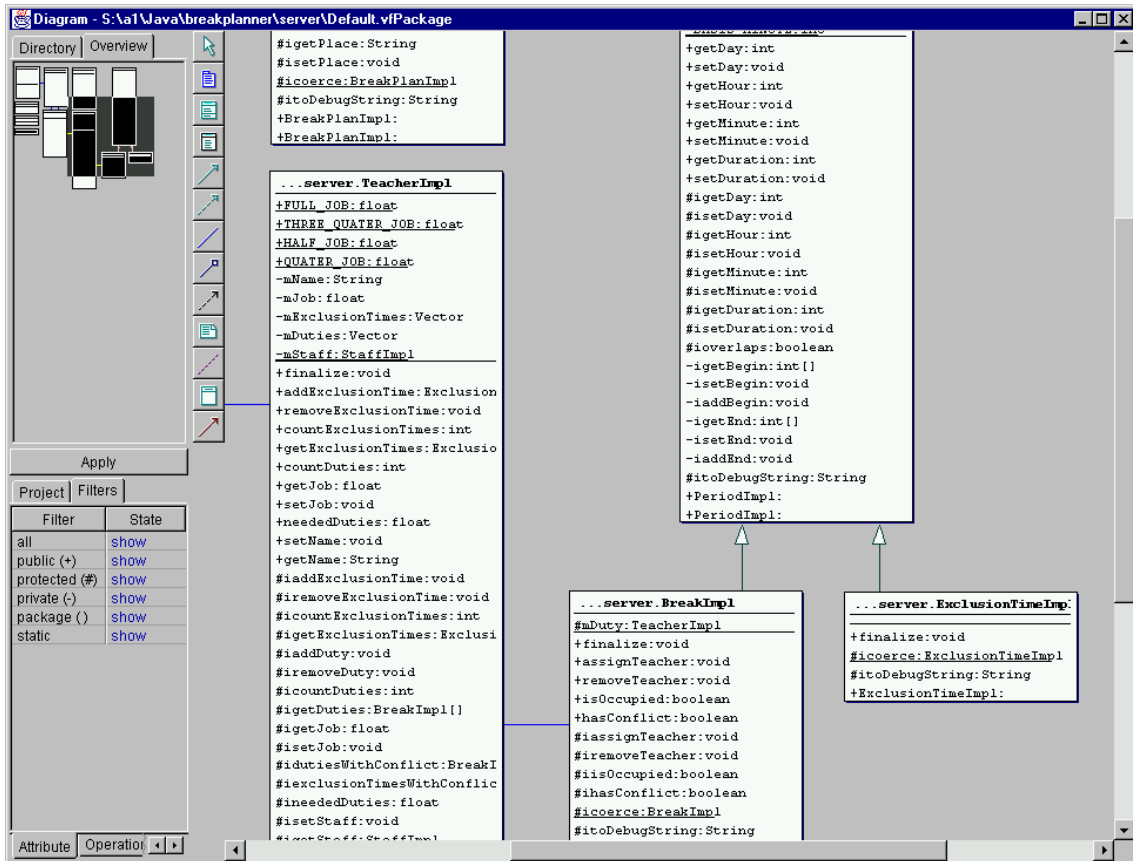 Diagram - S:\a1\Java\breakplanner\server\Default.vfPackage
Directory
Overview
Apply
Project
Filters
Filter State
all show
public (+) show
protected (#) show
private (-) show
package () show
static show
Attribute
Operation
#igetPlace:String
#isetPlace:void
#icoerce:BreakPlanImpl
#itoDebugString:String
+BreakPlanImpl:
+BreakPlanImpl:
...server.TeacherImpl
+FULL_JOB:float
+THREE_QUATER_JOB:float
+HALF_JOB:float
+QUATER_JOB:float
-mName:String
-mJob:float
-mExclusionTimes:Vector
-mDuties:Vector
-mStaff:StaffImpl
+finalize:void
+addExclusionTime:Exclusion
+removeExclusionTime:void
+countExclusionTimes:int
+getExclusionTimes:Exclusio
+countDuties:int
+getJob:float
+setJob:void
+neededDuties:float
+setName:void
+getName:String
#iaddExclusionTime:void
#iremoveExclusionTime:void
#icountExclusionTimes:int
#igetExclusionTimes:Exclusi
#iaddDuty:void
#iremoveDuty:void
#icountDuties:int
#igetDuties:BreakImpl[]
#igetJob:float
#isetJob:void
#idutiesWithConflict:BreakI
#iexclusionTimesWithConflic
#ineededDuties:float
#isetStaff:void
#igetStaff:StaffImpl
BASIS_MINUTE:int
+getDay:int
+setDay:void
+getHour:int
+setHour:void
+getMinute:int
+setMinute:void
+getDuration:int
+setDuration:void
#igetDay:int
#isetDay:void
#igetHour:int
#isetHour:void
#igetMinute:int
#isetMinute:void
#igetDuration:int
#isetDuration:void
#ioverlaps:boolean
-igetBegin:int[]
-isetBegin:void
-iaddBegin:void
-igetEnd:int[]
-isetEnd:void
-iaddEnd:void
#itoDebugString:String
+PeriodImpl:
+PeriodImpl:
...server.BreakImpl
#mDuty:TeacherImpl
+finalize:void
+assignTeacher:void
+removeTeacher:void
+isOccupied:boolean
+hasConflict:boolean
#iassignTeacher:void
#iremoveTeacher:void
#iisOccupied:boolean
#ihasConflict:boolean
#icoerce:BreakImpl
#itoDebugString:String
...server.ExclusionTimeImp
+finalize:void
#icoerce:ExclusionTimeImpl
#itoDebugString:String
+ExclusionTimeImpl: